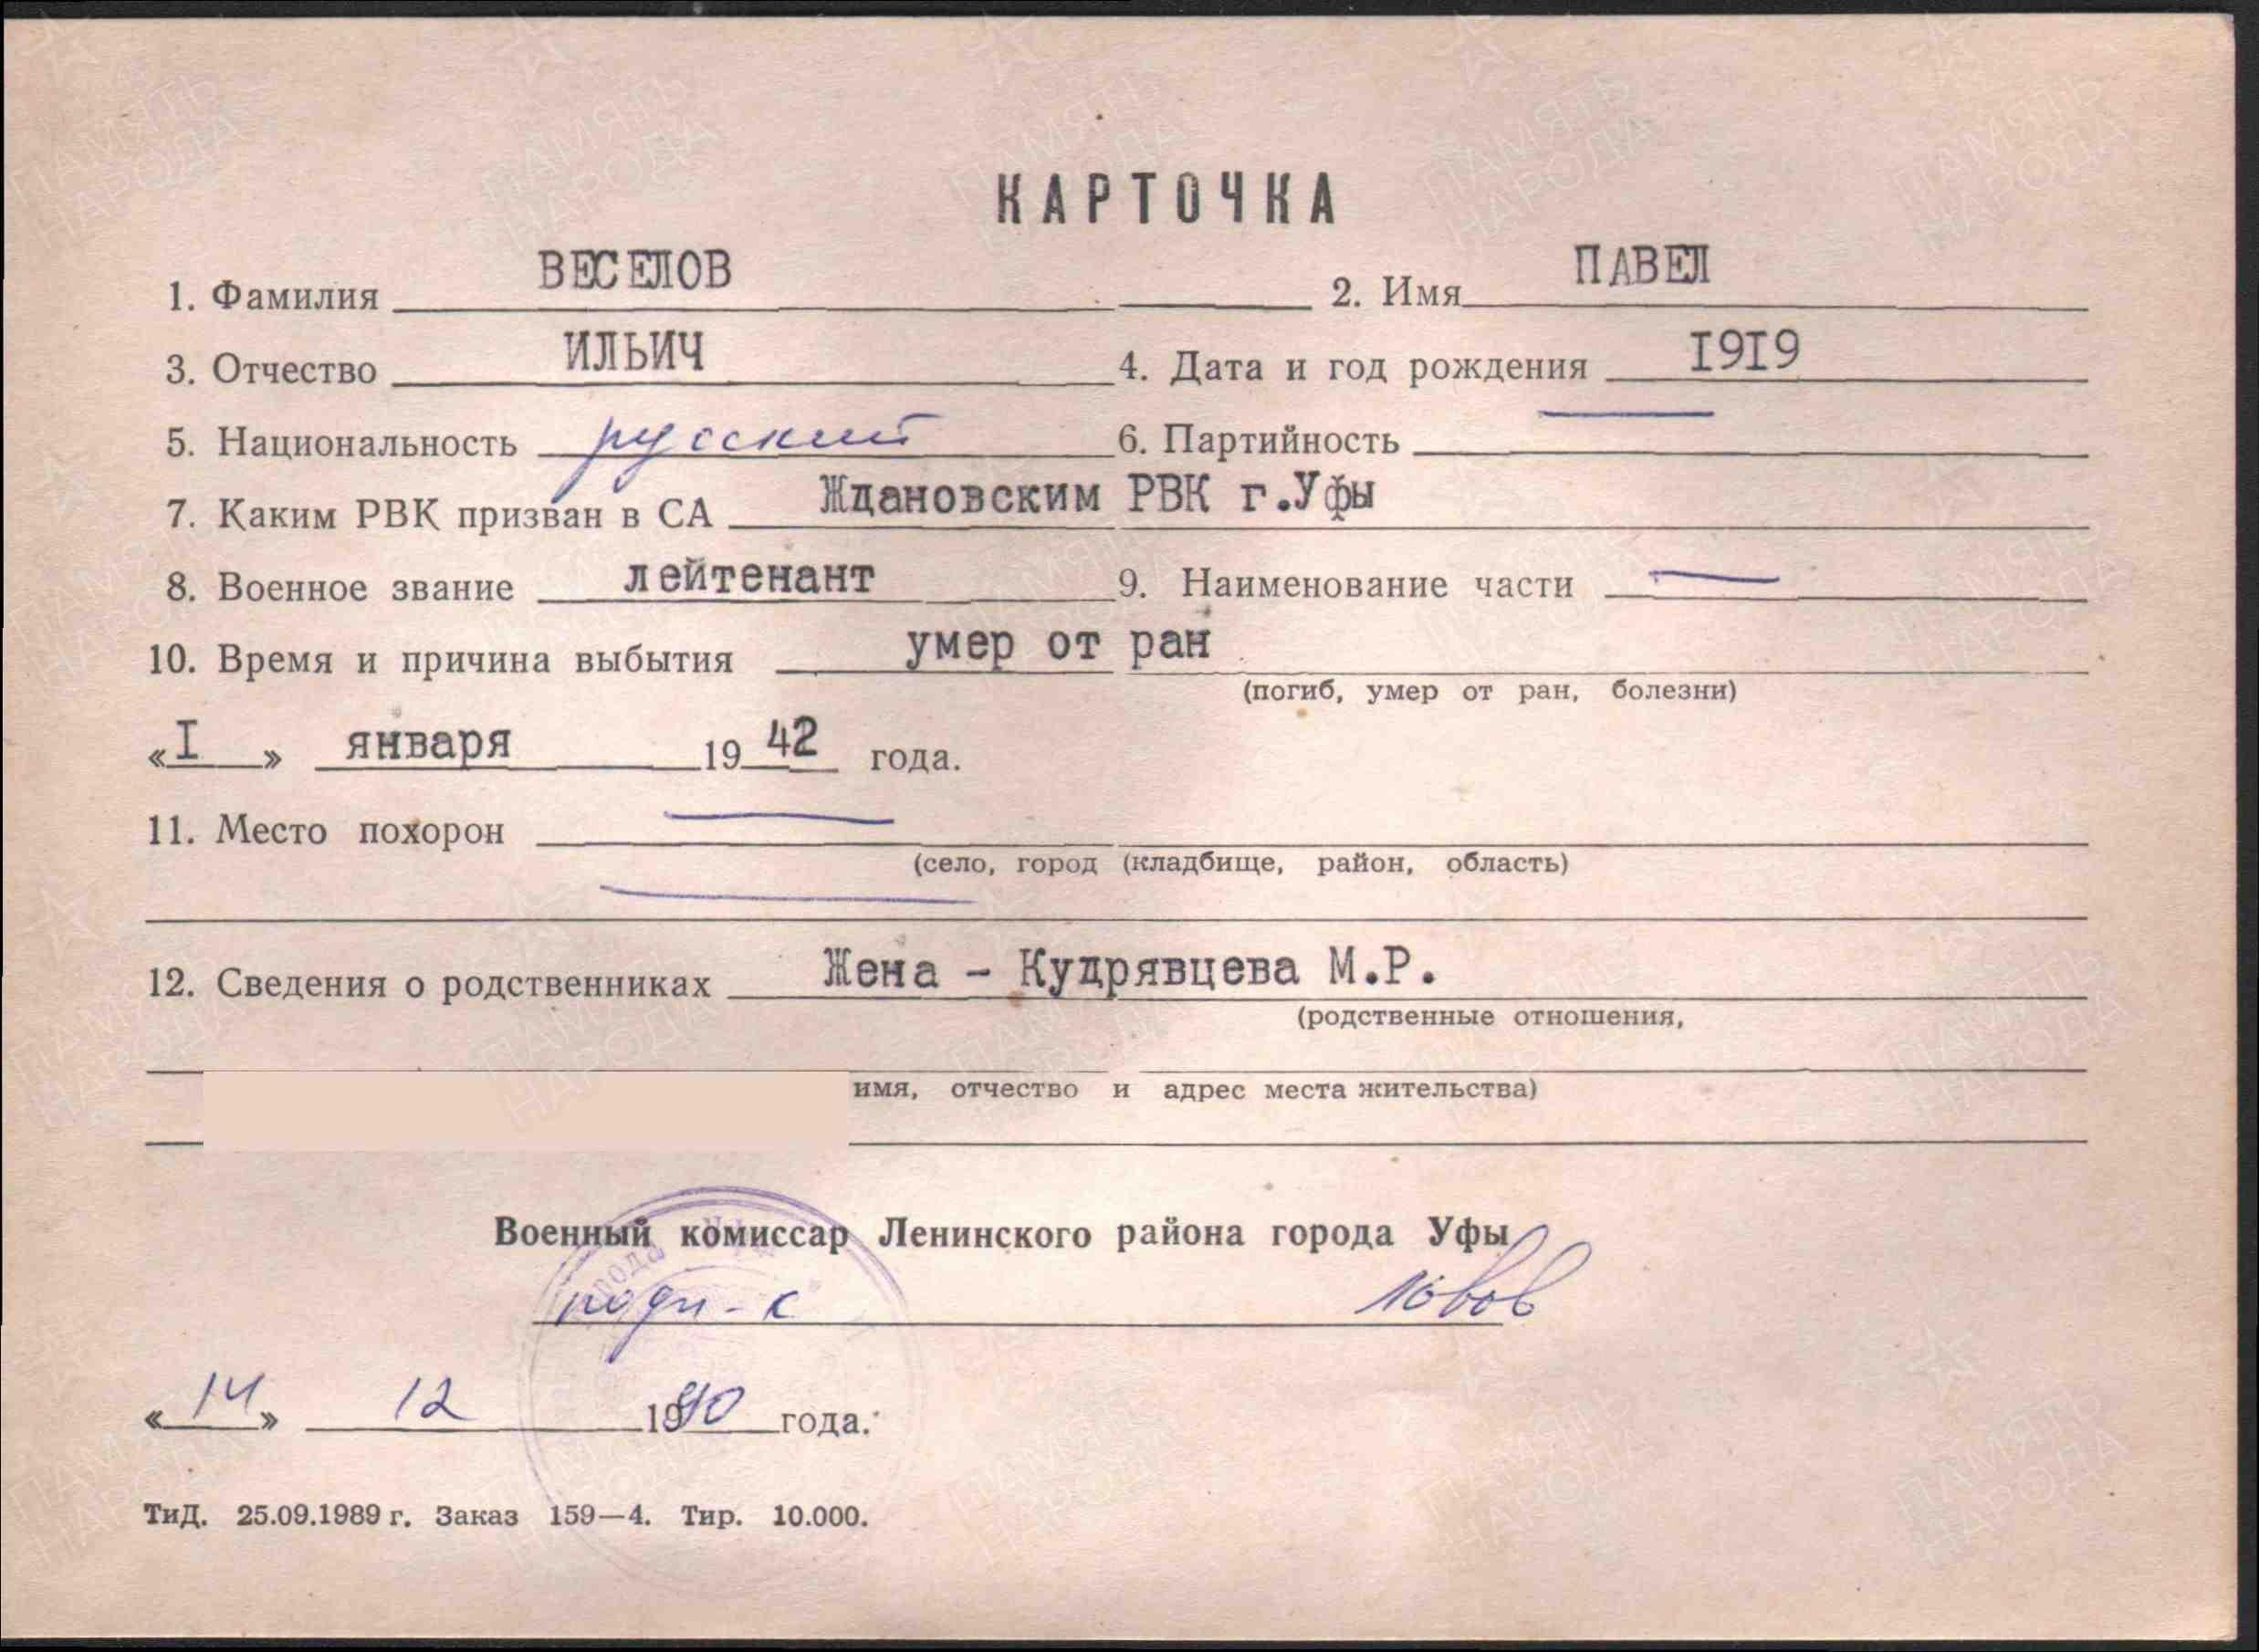 КАРТОЧКА
1. Фамилия ВЕСЕЛОВ 2. Имя ПАВЕЛ
3. Отчество ИЛЬИЧ 4. Дата и год рождения I9I9
5. Национальность русский 6. Партийность —
7. Каким РВК призван в СА Ждановским РВК г.Уфы
8. Военное звание лейтенант 9. Наименование части —
10. Время и причина выбытия умер от ран
(погиб, умер от ран, болезни)
«I» января 1942 года.
11. Место похорон —
(село, город (кладбище, район, область)
—
12. Сведения о родственниках Жена - Кудрявцева М.Р.
(родственные отношения,
имя, отчество и адрес места жительства)
Военный комиссар Ленинского района города Уфы
«14» 12 1990 года.
ТиД. 25.09.1989 г. Заказ 159—4. Тир. 10.000.
ПАМЯТЬ НАРОДА